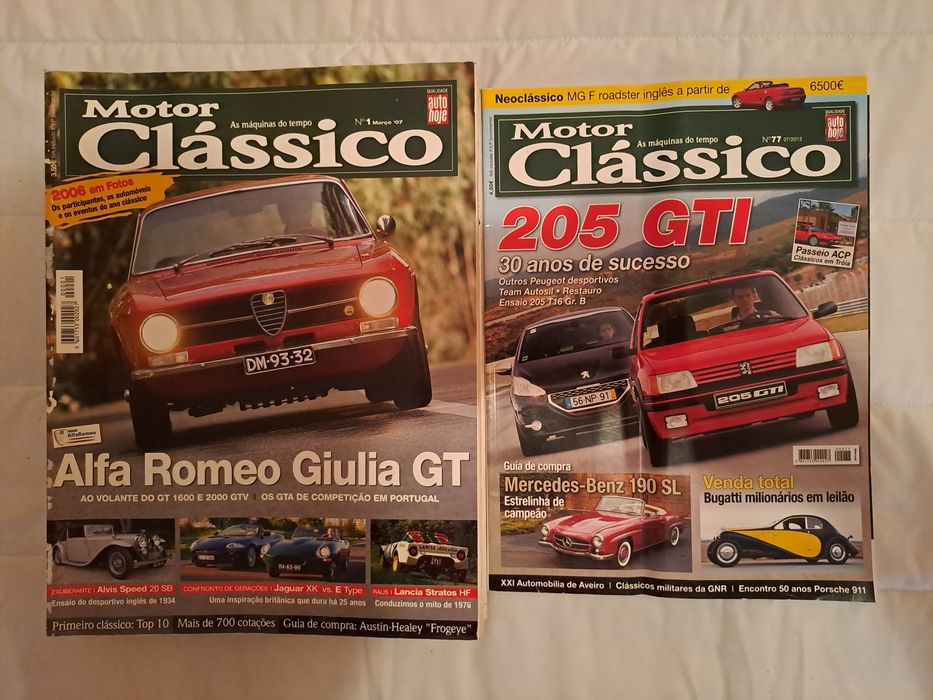 Motor
Clássico
As máquinas do tempo
Nº1 Março '07
QUALIDADE
auto
hoje
2006 em Fotos
Os participantes, os automóveis
e os eventos do ano clássico
DM-93-32
AlfaRomeo
Alfa Romeo Giulia GT
AO VOLANTE DO GT 1600 E 2000 GTV | OS GTA DE COMPETIÇÃO EM PORTUGAL
EXUBERANTE | Alvis Speed 20 SB
Ensaio do desportivo inglês de 1934
CONFRONTO DE GERAÇÕES | Jaguar XK vs. E Type
Uma inspiração britânica que dura há 25 anos
RALIS | Lancia Stratos HF
Conduzimos o mito de 1976
Primeiro clássico: Top 10 | Mais de 700 cotações | Guia de compra: Austin-Healey "Frogeye"
Neoclássico MG F roadster inglês a partir de 6500€
Motor
Clássico
As máquinas do tempo
Nº77 07/2013
QUALIDADE
auto
hoje
4,50€
205 GTI
30 anos de sucesso
Outros Peugeot desportivos
Team Autosil • Restauro
Ensaio 205 T16 Gr. B
Passeio ACP
Clássicos em Tróia
56-NP-91
205 GTI
Guia de compra
Mercedes-Benz 190 SL
Estrelinha de
campeão
Venda total
Bugatti milionários em leilão
XXI Automobilia de Aveiro | Clássicos militares da GNR | Encontro 50 anos Porsche 911